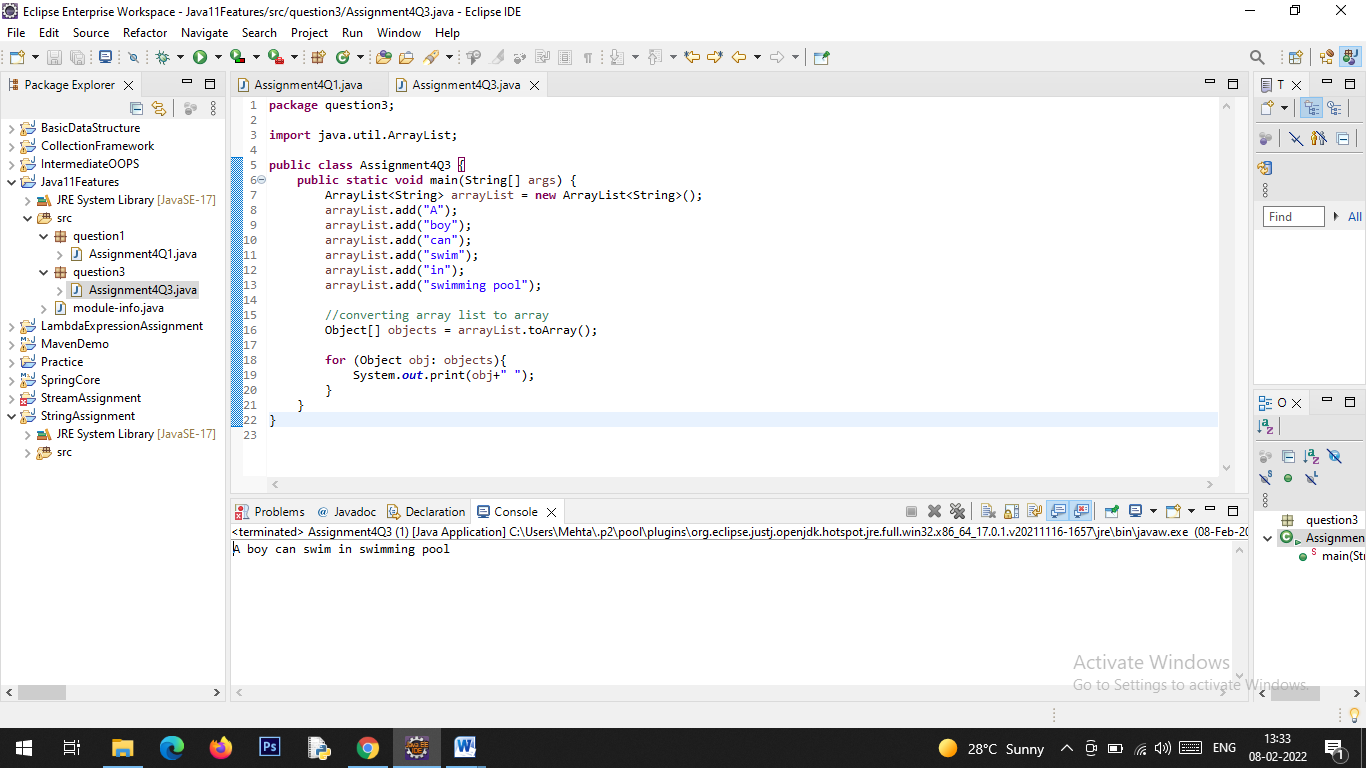 Eclipse Enterprise Workspace - Java11Features/src/question3/Assignment4Q3.java - Eclipse IDE
File Edit Source Refactor Navigate Search Project Run Window Help
Package Explorer
BasicDataStructure
CollectionFramework
IntermediateOOPS
Java11Features
JRE System Library [JavaSE-17]
src
question1
Assignment4Q1.java
question3
Assignment4Q3.java
module-info.java
LambdaExpressionAssignment
MavenDemo
Practice
SpringCore
StreamAssignment
StringAssignment
JRE System Library [JavaSE-17]
src
Assignment4Q1.java Assignment4Q3.java
1 package question3;
2
3 import java.util.ArrayList;
4
5 public class Assignment4Q3 {
6 public static void main(String[] args) {
7 ArrayList<String> arrayList = new ArrayList<String>();
8 arrayList.add("A");
9 arrayList.add("boy");
10 arrayList.add("can");
11 arrayList.add("swim");
12 arrayList.add("in");
13 arrayList.add("swimming pool");
14
15 //converting array list to array
16 Object[] objects = arrayList.toArray();
17
18 for (Object obj: objects){
19 System.out.print(obj+" ");
20 }
21 }
22 }
23
Problems @ Javadoc Declaration Console
<terminated> Assignment4Q3 (1) [Java Application] C:\Users\Mehta\.p2\pool\plugins\org.eclipse.justj.openjdk.hotspot.jre.full.win32.x86_64_17.0.1.v20211116-1657\jre\bin\javaw.exe (08-Feb-20
A boy can swim in swimming pool
T
Find All
O
question3
Assignmen
main(Str
Activate Windows
Go to Settings to activate Windows.
Ps
JAVA EE
IDE
W
28°C Sunny
ENG
13:33
08-02-2022
1